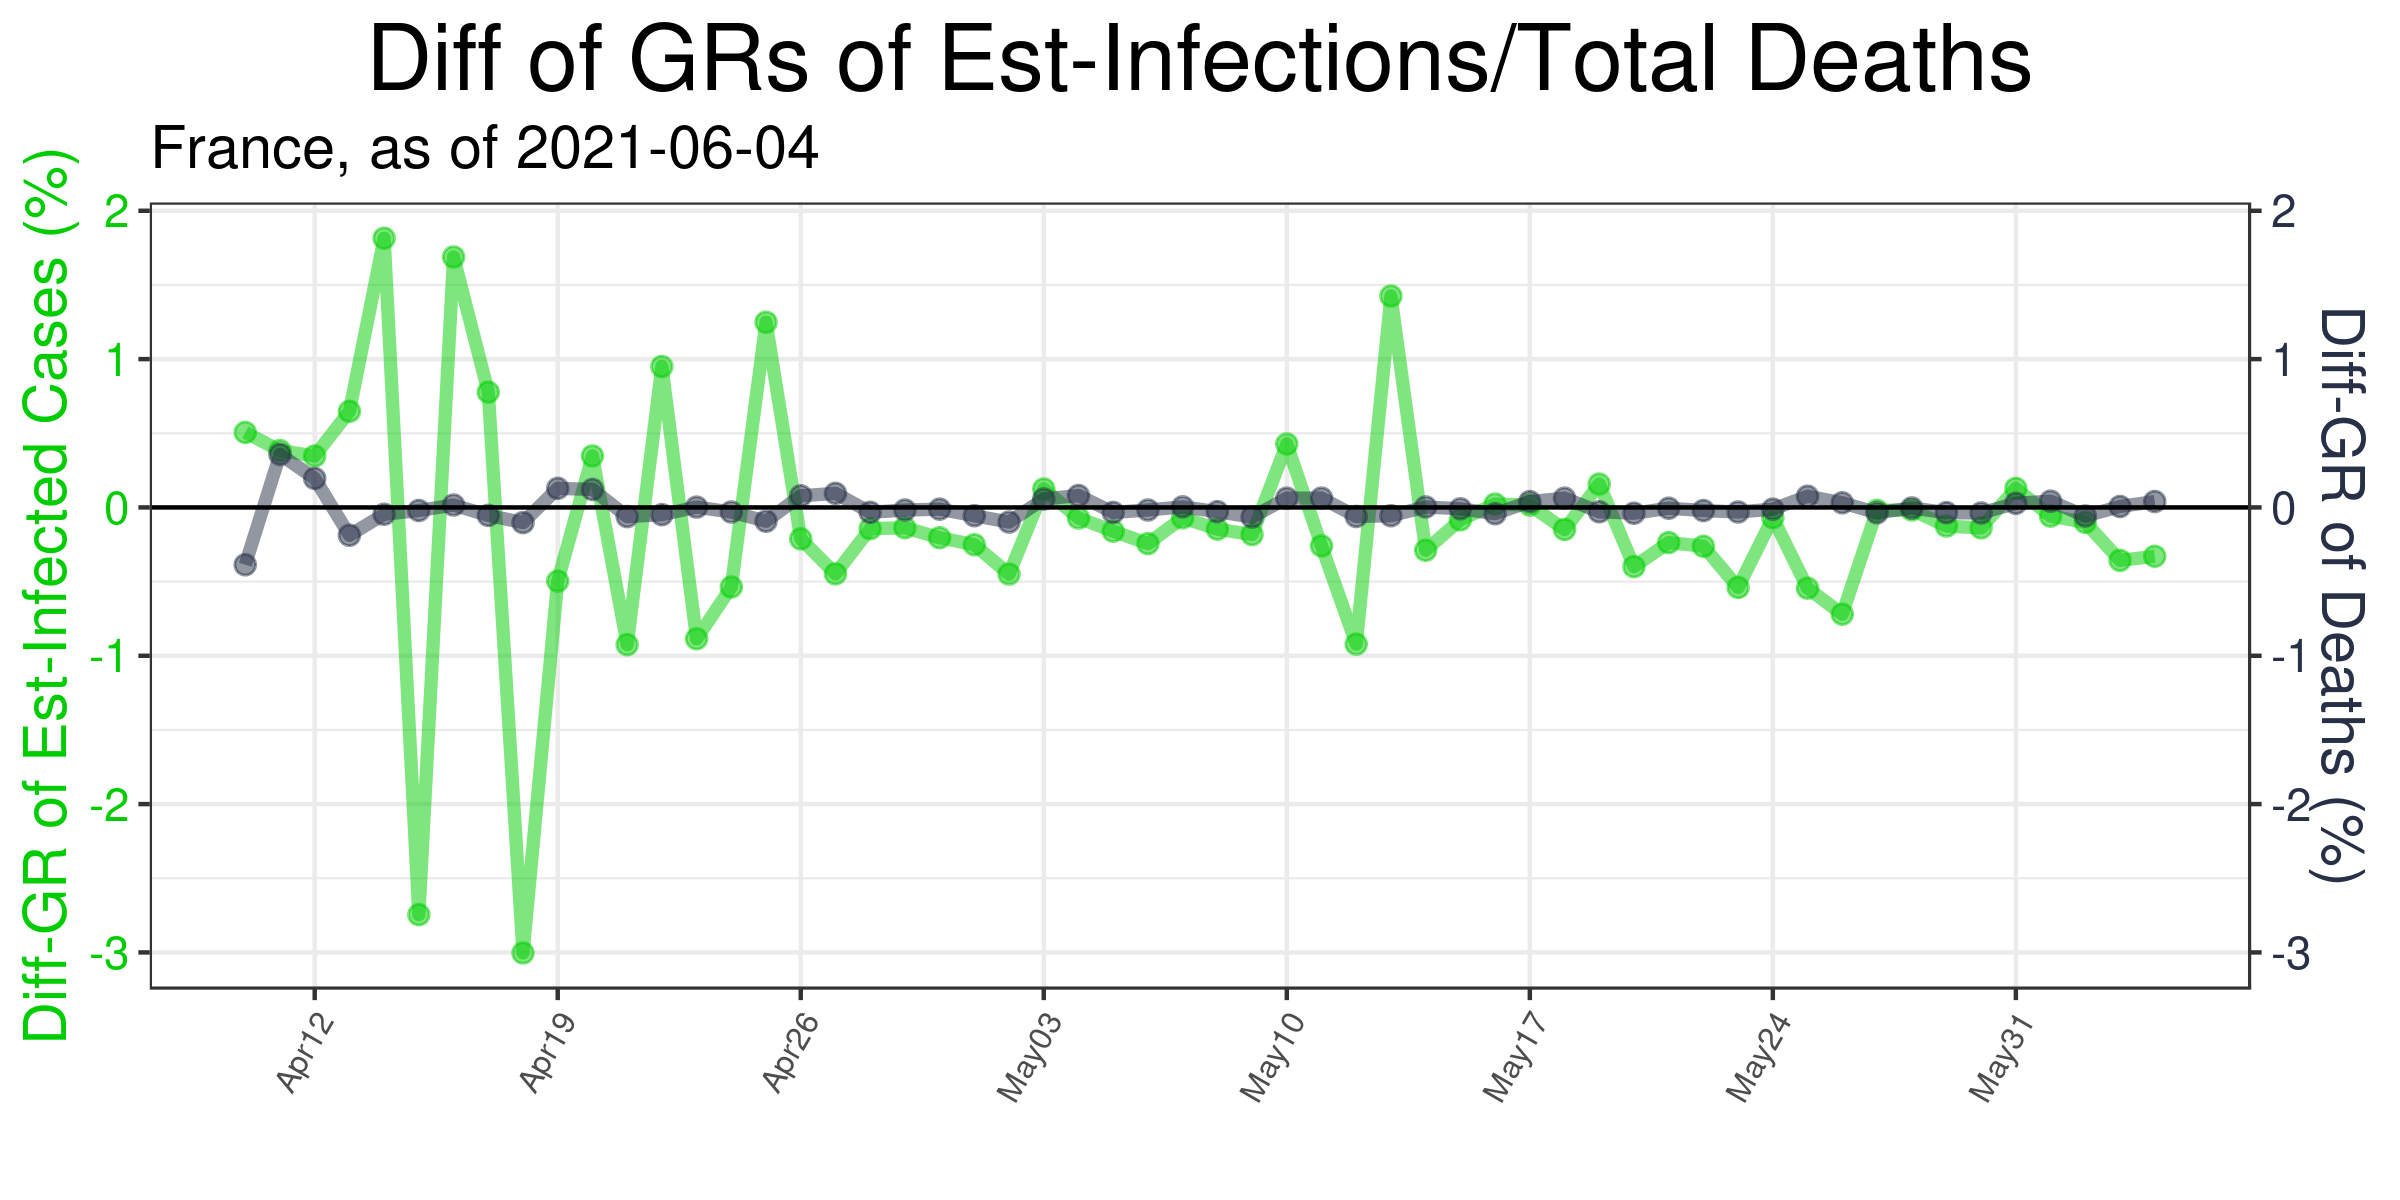 Diff of GRs of Est-Infections/Total Deaths
France, as of 2021-06-04
Diff-GR of Est-Infected Cases (%)
2
1
0
-1
-2
-3
2
1
0
-1
-2
-3
Diff-GR of Deaths (%)
Apr12
Apr19
Apr26
May03
May10
May17
May24
May31